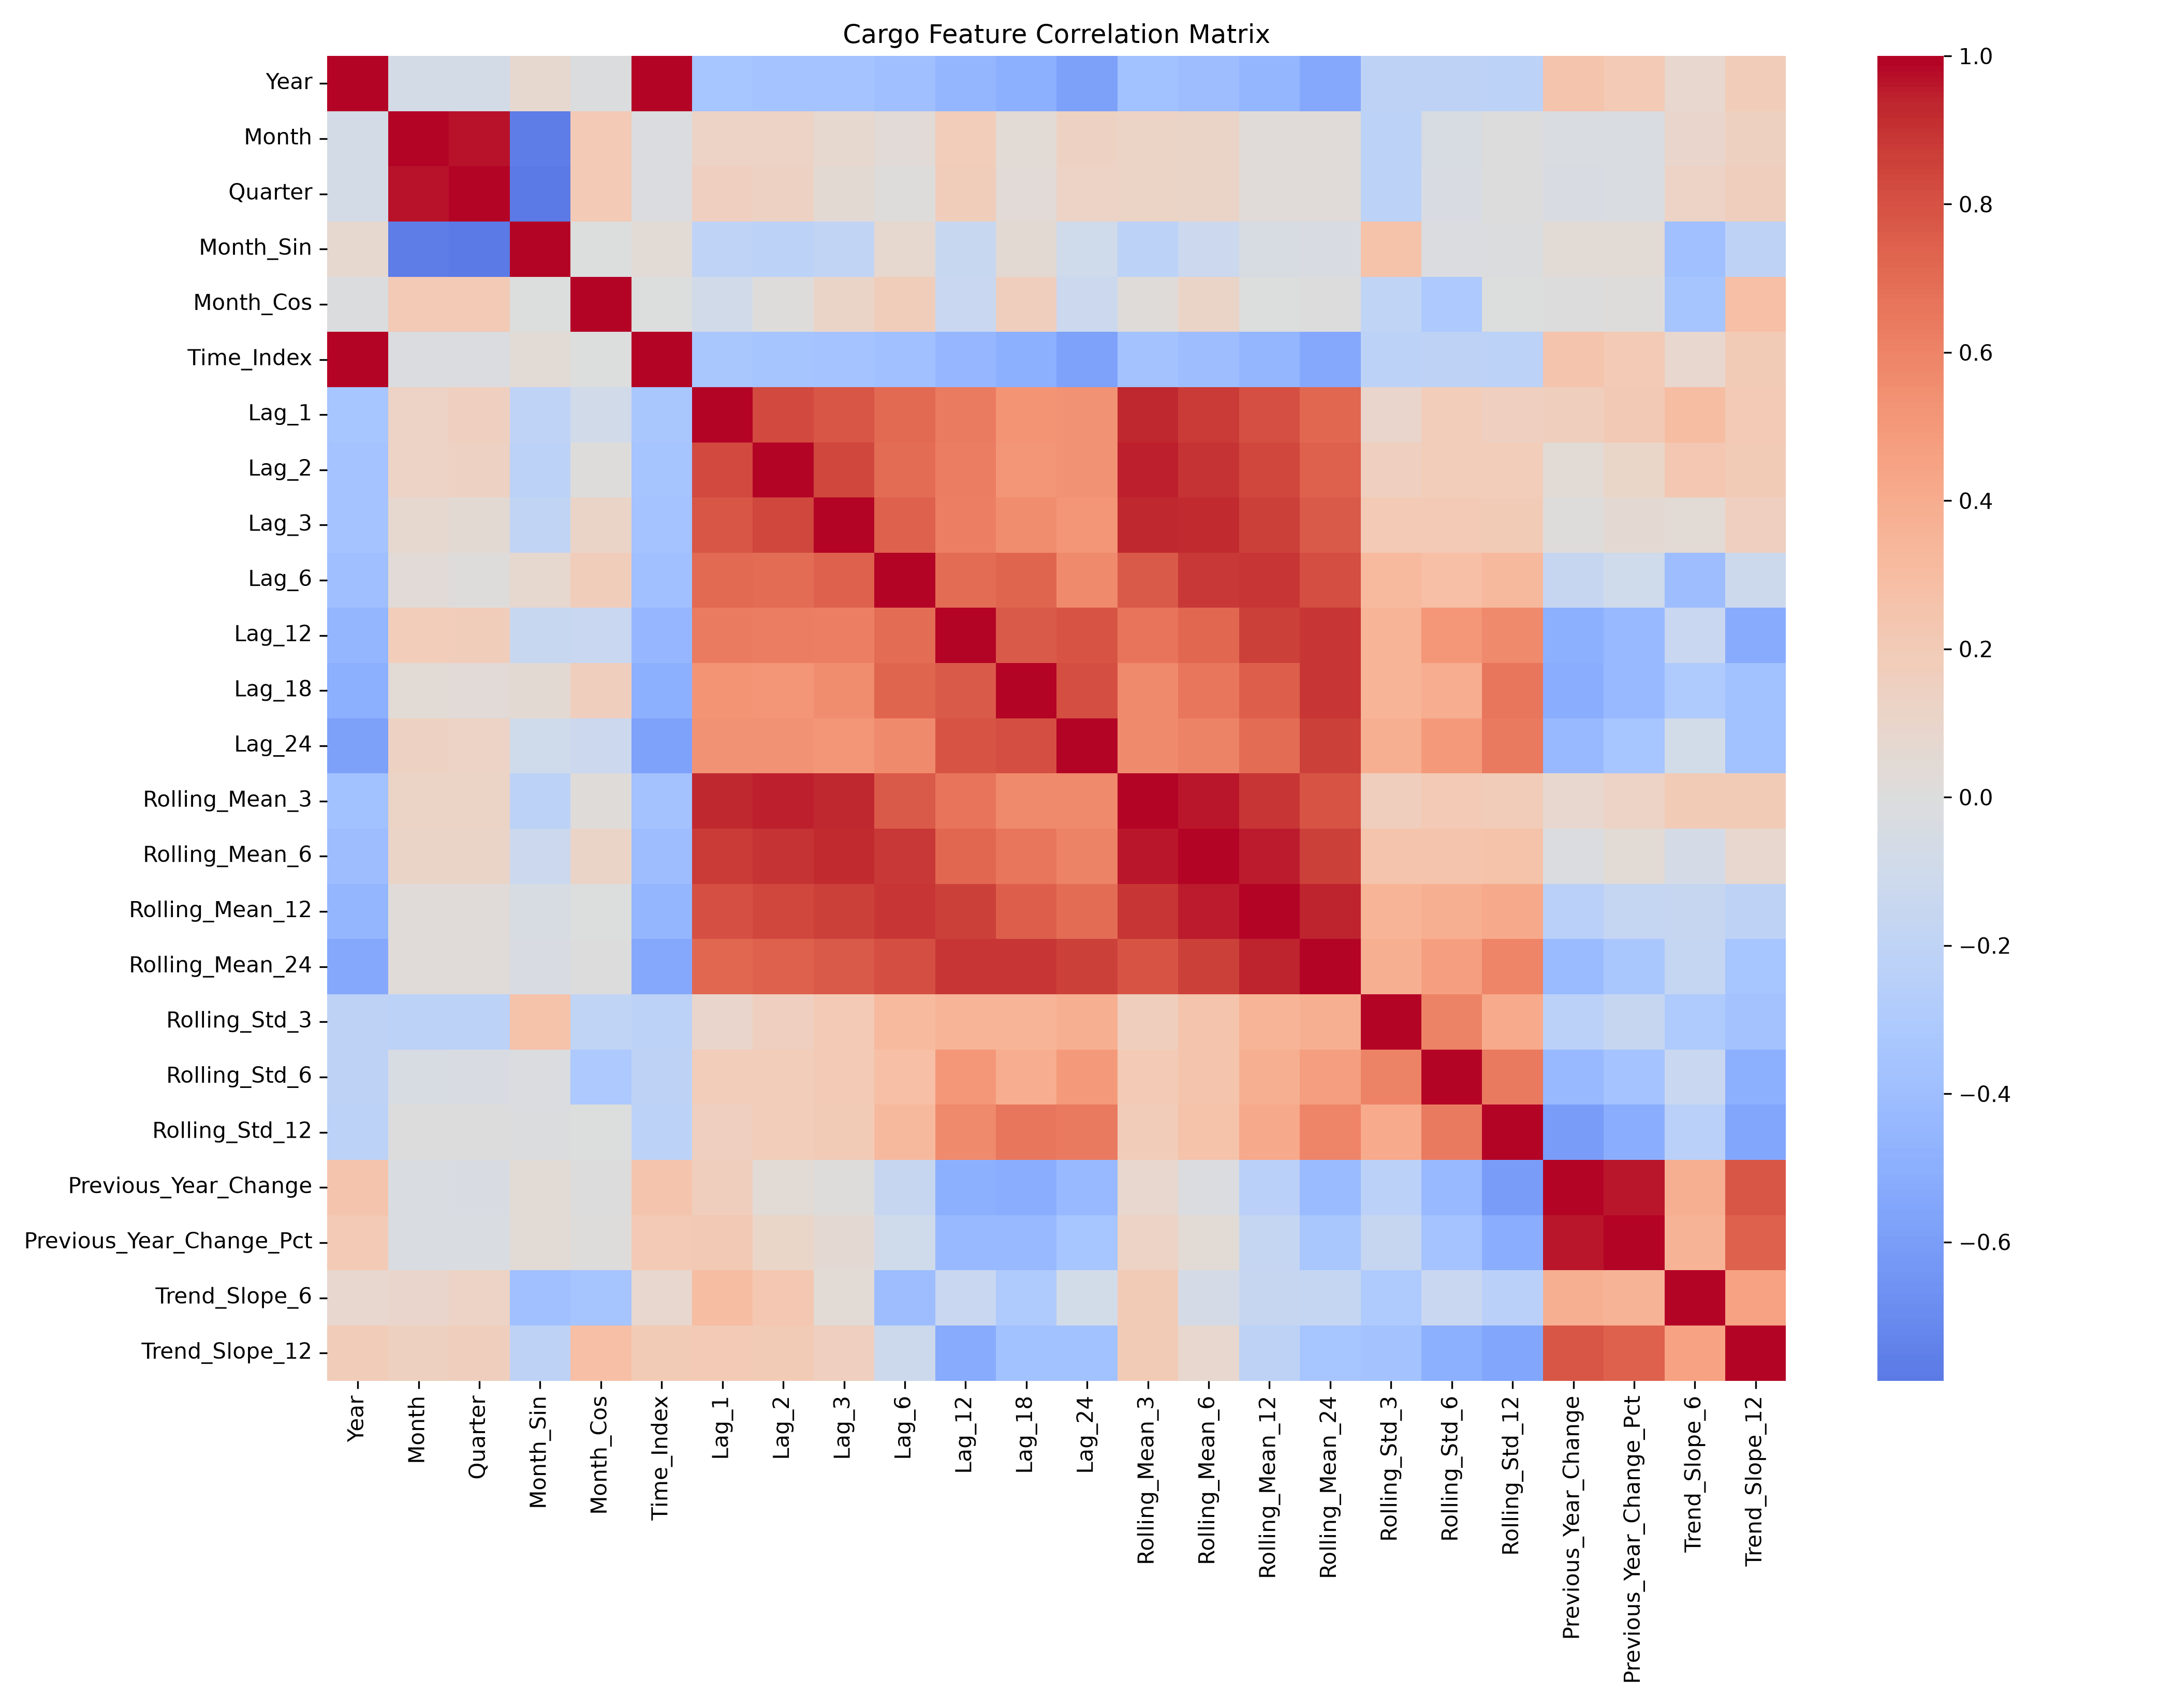 Cargo Feature Correlation Matrix
Year
Month
Quarter
Month_Sin
Month_Cos
Time_Index
Lag_1
Lag_2
Lag_3
Lag_6
Lag_12
Lag_18
Lag_24
Rolling_Mean_3
Rolling_Mean_6
Rolling_Mean_12
Rolling_Mean_24
Rolling_Std_3
Rolling_Std_6
Rolling_Std_12
Previous_Year_Change
Previous_Year_Change_Pct
Trend_Slope_6
Trend_Slope_12
Year
Month
Quarter
Month_Sin
Month_Cos
Time_Index
Lag_1
Lag_2
Lag_3
Lag_6
Lag_12
Lag_18
Lag_24
Rolling_Mean_3
Rolling_Mean_6
Rolling_Mean_12
Rolling_Mean_24
Rolling_Std_3
Rolling_Std_6
Rolling_Std_12
Previous_Year_Change
Previous_Year_Change_Pct
Trend_Slope_6
Trend_Slope_12
1.0
0.8
0.6
0.4
0.2
0.0
−0.2
−0.4
−0.6